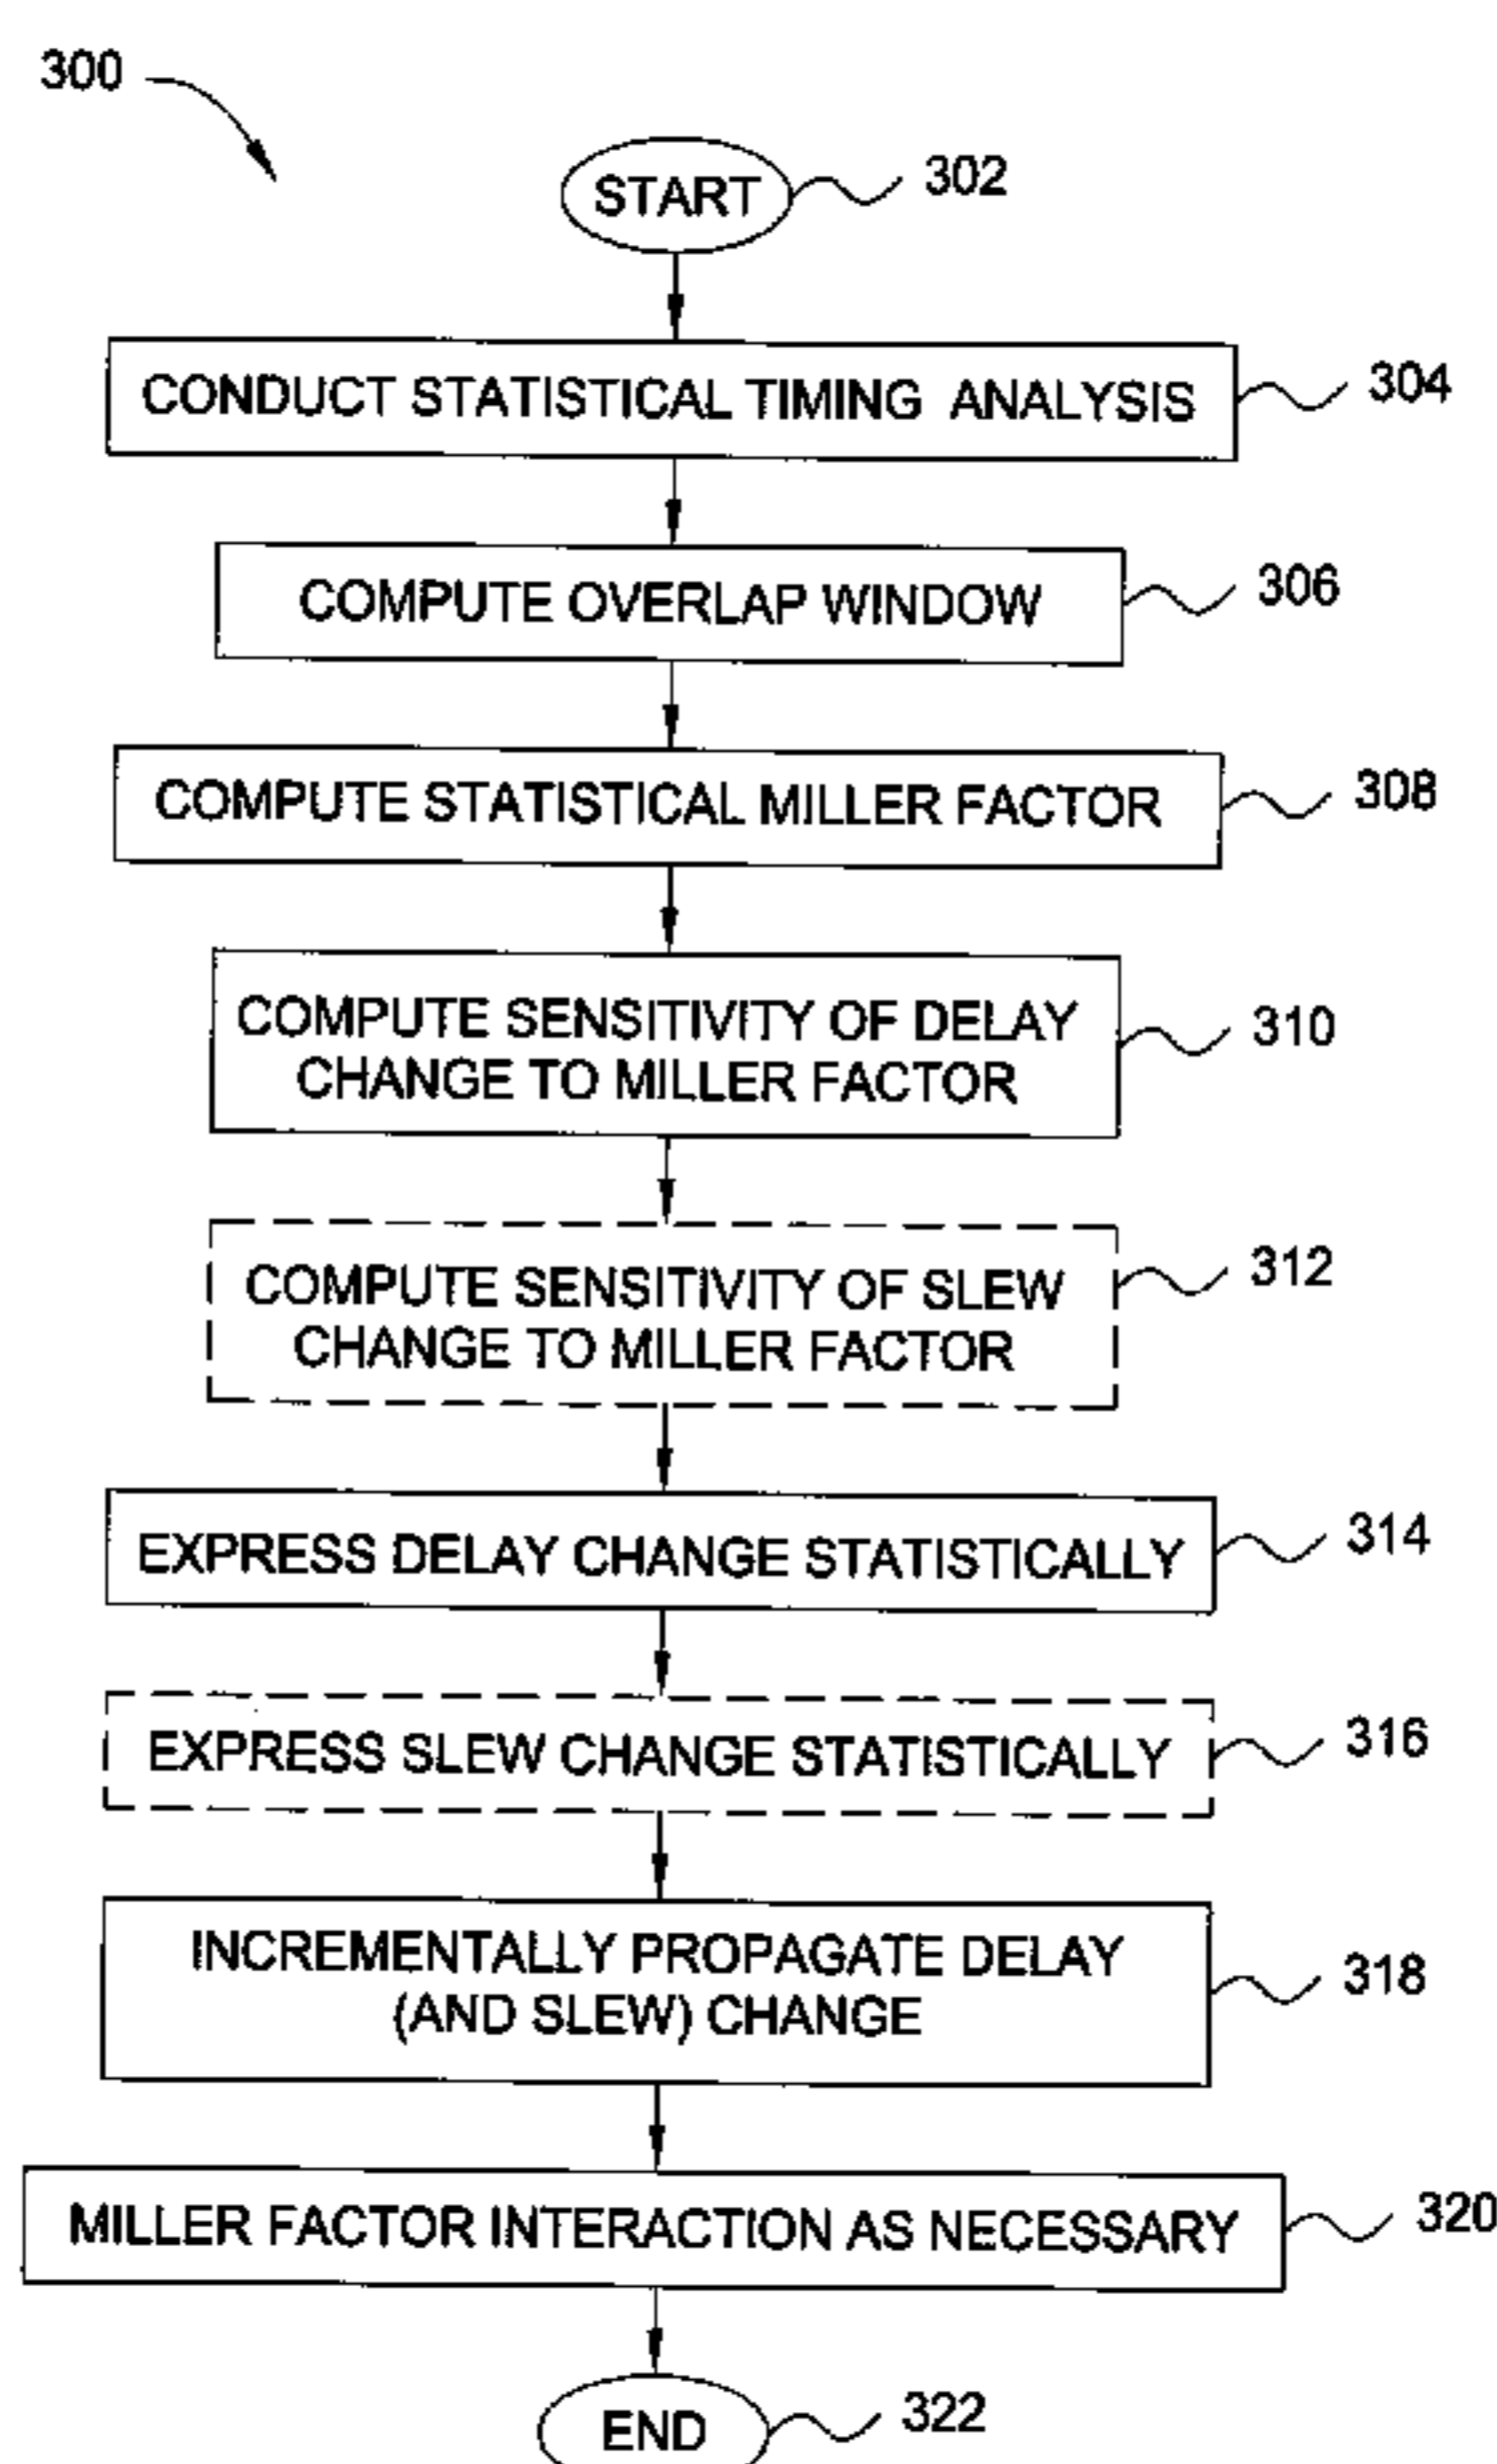 300
START
302
CONDUCT STATISTICAL TIMING ANALYSIS
304
COMPUTE OVERLAP WINDOW
306
COMPUTE STATISTICAL MILLER FACTOR
308
COMPUTE SENSITIVITY OF DELAY
CHANGE TO MILLER FACTOR
310
COMPUTE SENSITIVITY OF SLEW
CHANGE TO MILLER FACTOR
312
EXPRESS DELAY CHANGE STATISTICALLY
314
EXPRESS SLEW CHANGE STATISTICALLY
316
INCREMENTALLY PROPAGATE DELAY
(AND SLEW) CHANGE
318
MILLER FACTOR INTERACTION AS NECESSARY
320
END
322